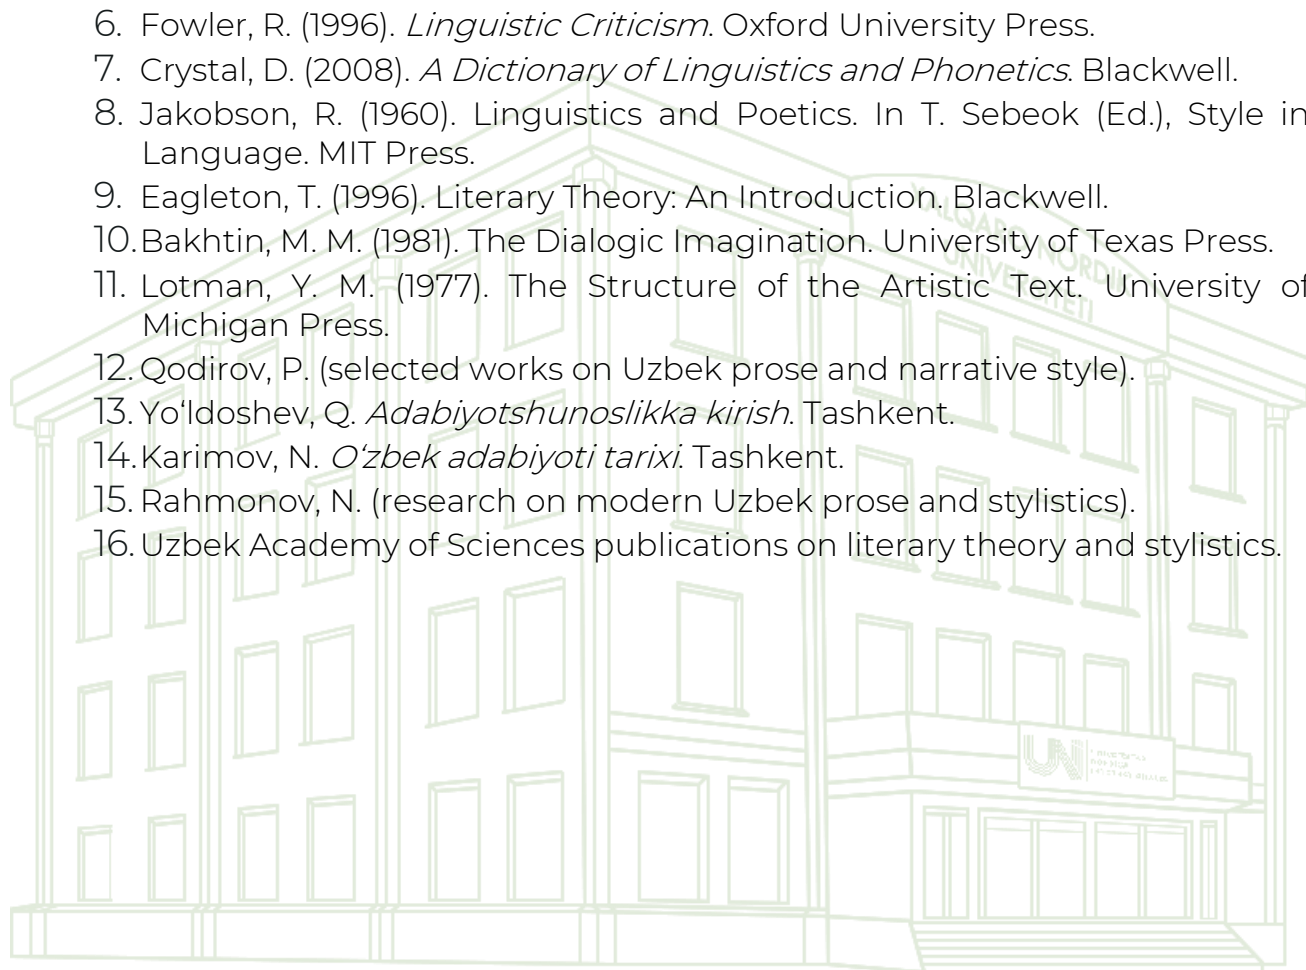 6. Fowler, R. (1996). Linguistic Criticism. Oxford University Press.
7. Crystal, D. (2008). A Dictionary of Linguistics and Phonetics. Blackwell.
8. Jakobson, R. (1960). Linguistics and Poetics. In T. Sebeok (Ed.), Style in
Language. MIT Press.
9. Eagleton, T. (1996). Literary Theory: An Introduction. Blackwell.
10. Bakhtin, M. M. (1981). The Dialogic Imagination. University of Texas Press.
11. Lotman, Y. M. (1977). The Structure of the Artistic Text. University of
Michigan Press.
12. Qodirov, P. (selected works on Uzbek prose and narrative style).
13. Yo‘ldoshev, Q. Adabiyotshunoslikka kirish. Tashkent.
14. Karimov, N. O‘zbek adabiyoti tarixi. Tashkent.
15. Rahmonov, N. (research on modern Uzbek prose and stylistics).
16. Uzbek Academy of Sciences publications on literary theory and stylistics.
XALQARO NORDIK
UNIVERSITETI
UNI